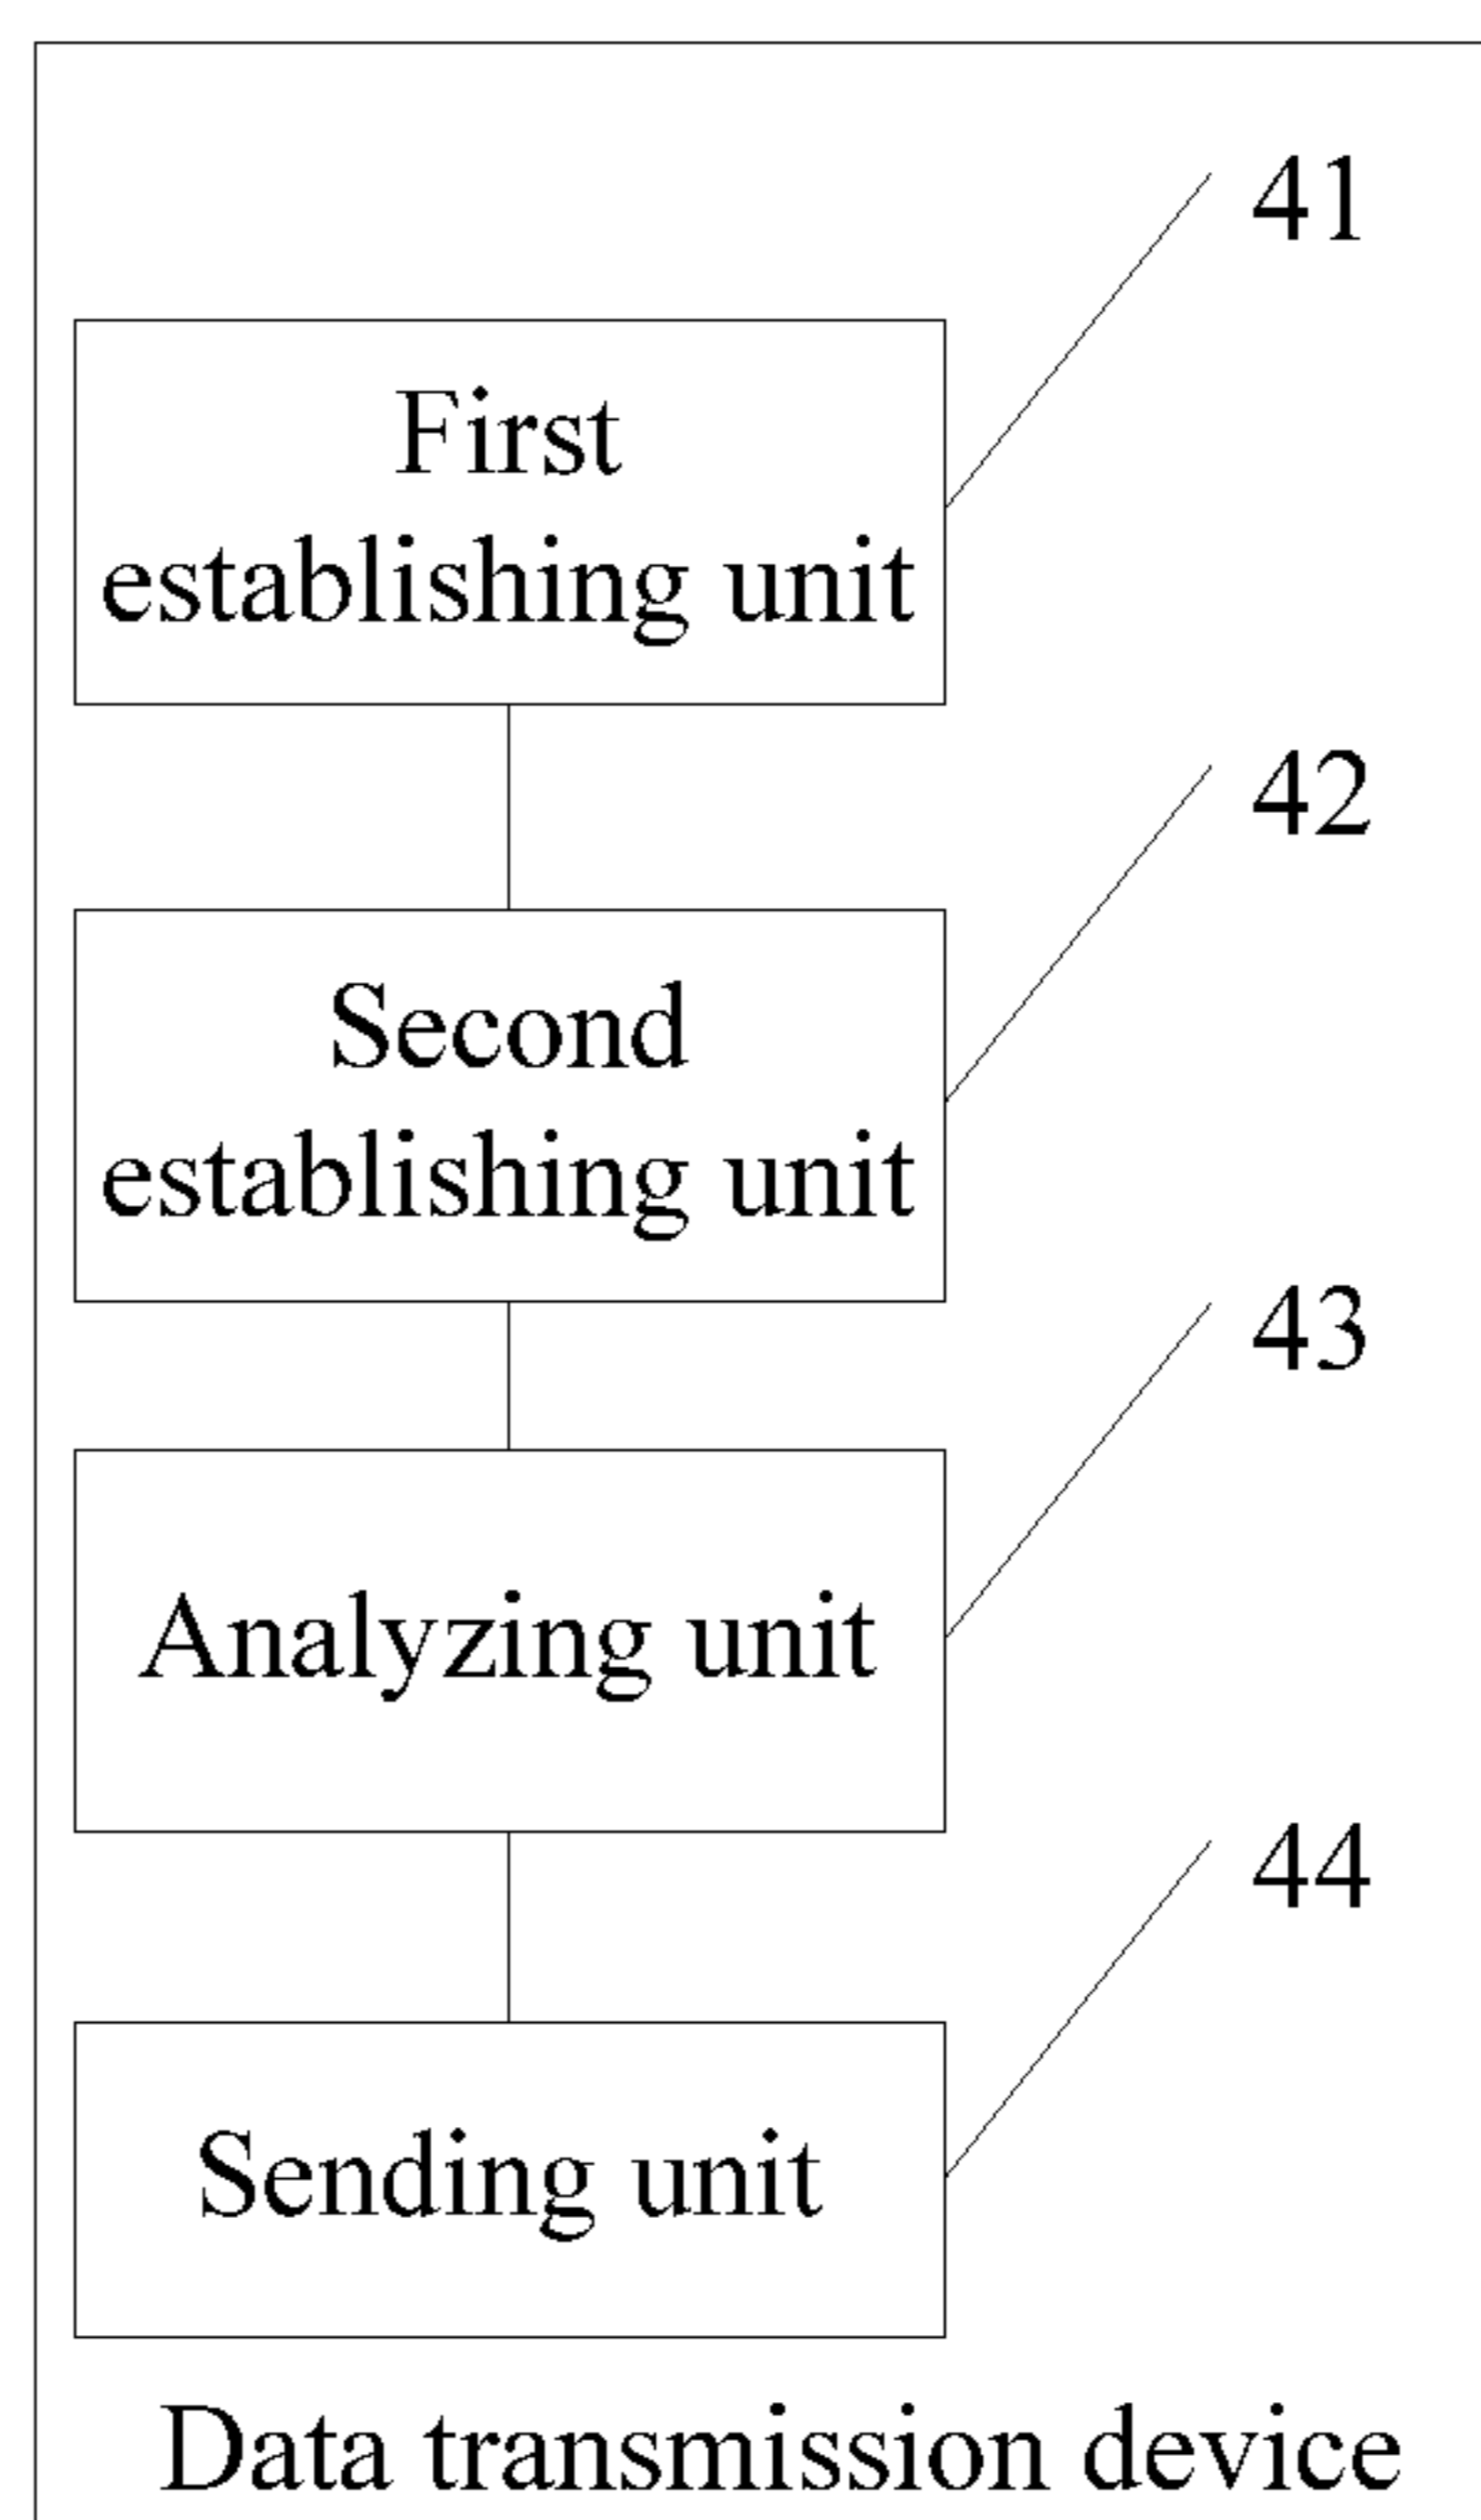 41
First
establishing unit
42
Second
establishing unit
43
Analyzing unit
44
Sending unit
Data transmission device